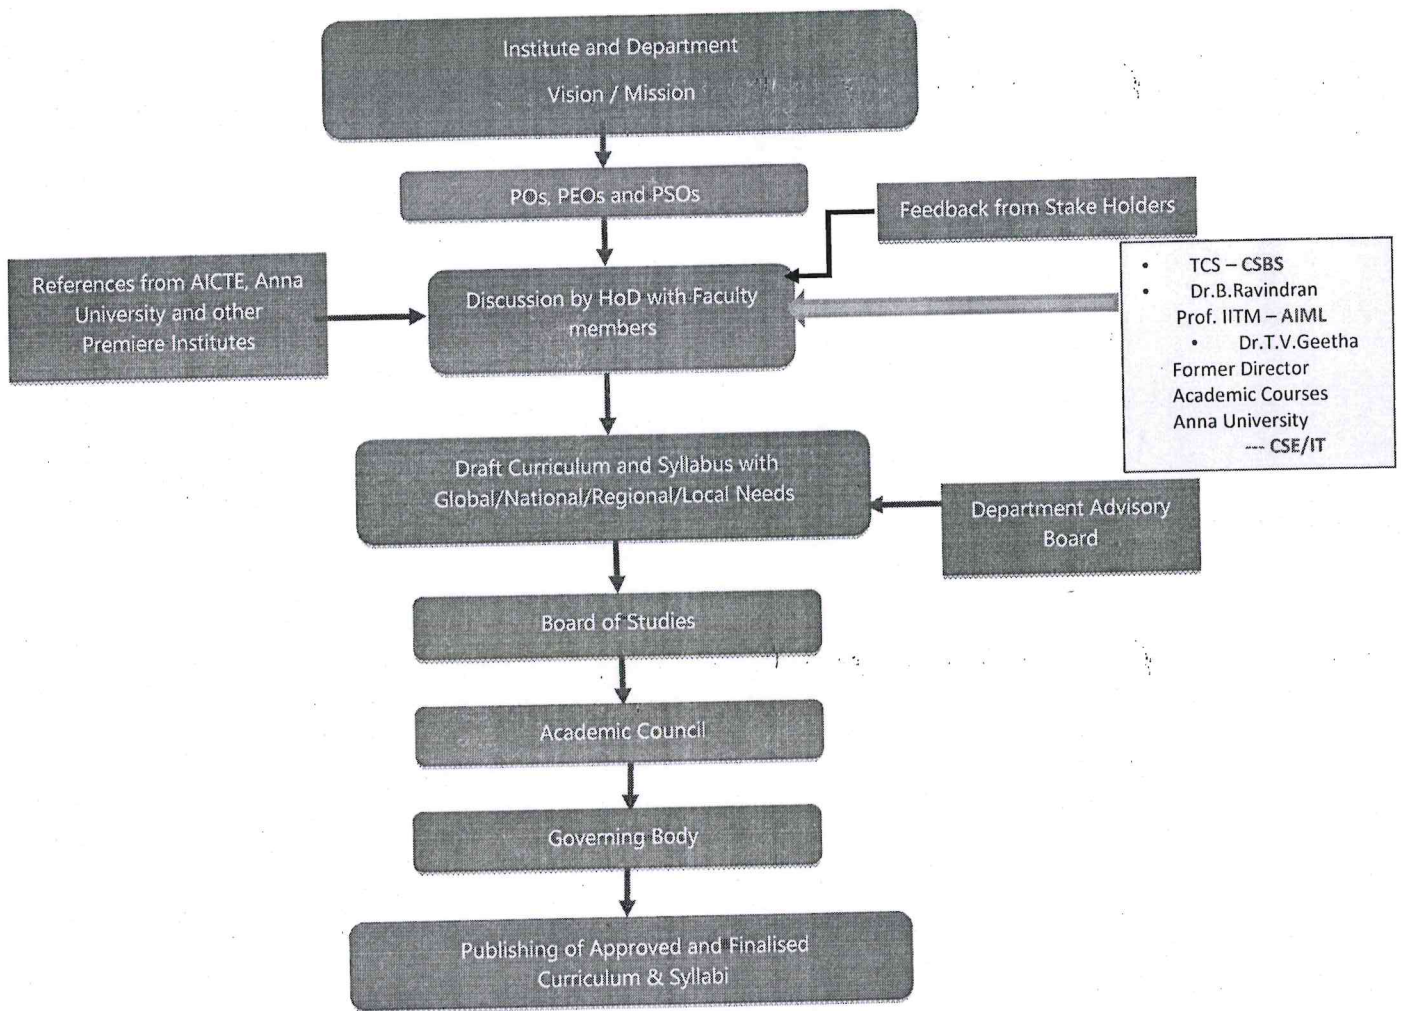 Institute and Department
Vision / Mission
POs, PEOs and PSOs
Feedback from Stake Holders
References from AICTE, Anna
University and other
Premiere Institutes
Discussion by HoD with Faculty
members
• TCS – CSBS
• Dr.B.Ravindran
Prof. IITM – AIML
• Dr.T.V.Geetha
Former Director
Academic Courses
Anna University
--- CSE/IT
Draft Curriculum and Syllabus with
Global/National/Regional/Local Needs
Department Advisory
Board
Board of Studies
Academic Council
Governing Body
Publishing of Approved and Finalised
Curriculum & Syllabi